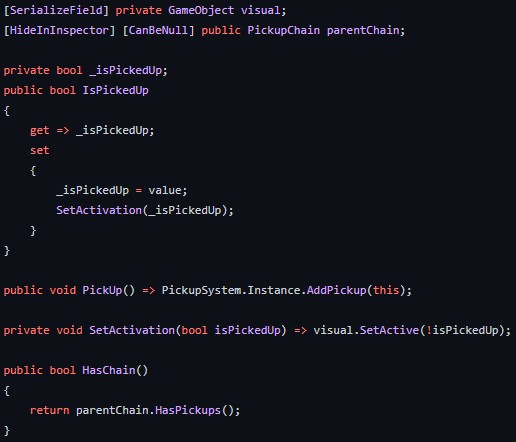 [SerializeField] private GameObject visual;
[HideInInspector] [CanBeNull] public PickupChain parentChain;
private bool _isPickedUp;
public bool IsPickedUp
{
get => _isPickedUp;
set
{
_isPickedUp = value;
SetActivation(_isPickedUp);
}
}
public void PickUp() => PickupSystem.Instance.AddPickup(this);
private void SetActivation(bool isPickedUp) => visual.SetActive(!isPickedUp);
public bool HasChain()
{
return parentChain.HasPickups();
}